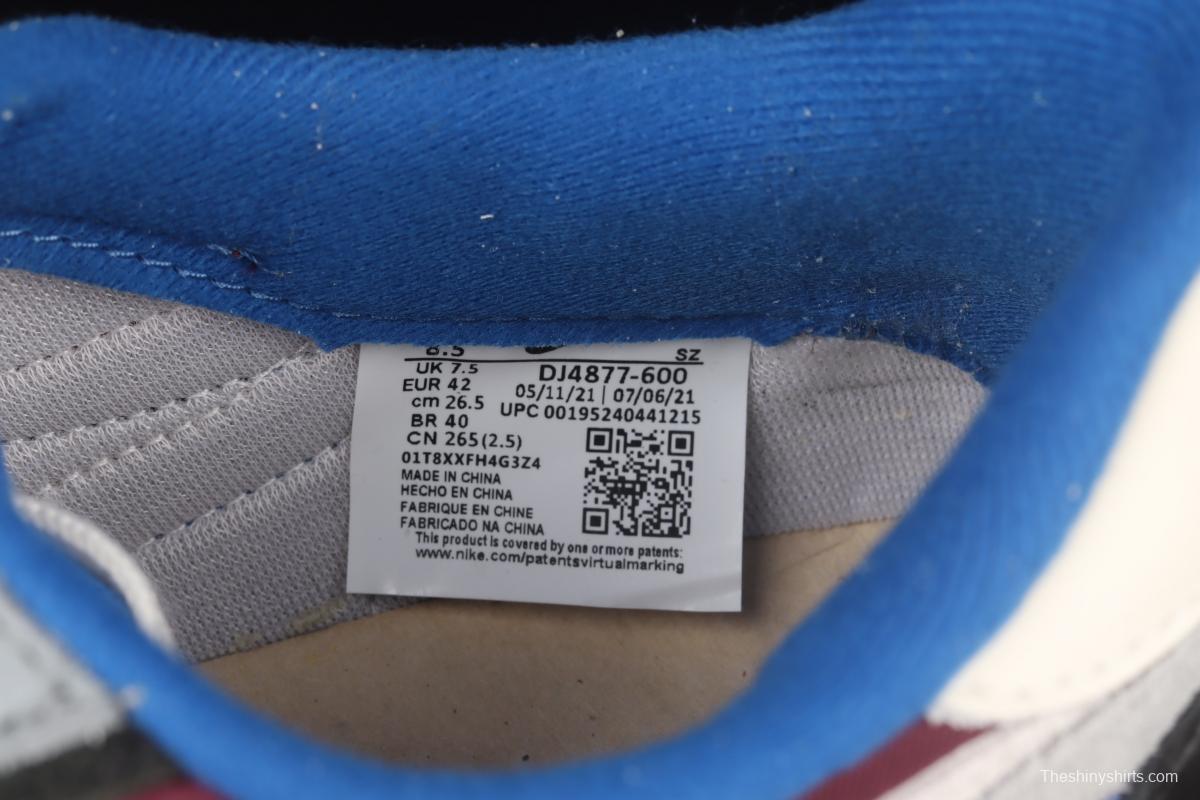 8.5 SZ
UK 7.5 DJ4877-600
EUR 42 05/11/21 | 07/06/21
cm 26.5 UPC 00195240441215
BR 40
CN 265(2.5)
01T8XXFH4G3Z4
MADE IN CHINA
HECHO EN CHINA
FABRIQUE EN CHINE
FABRICADO NA CHINA
This product is covered by one or more patents:
www.nike.com/patentsvirtualmarking
Theshinyshirts.com